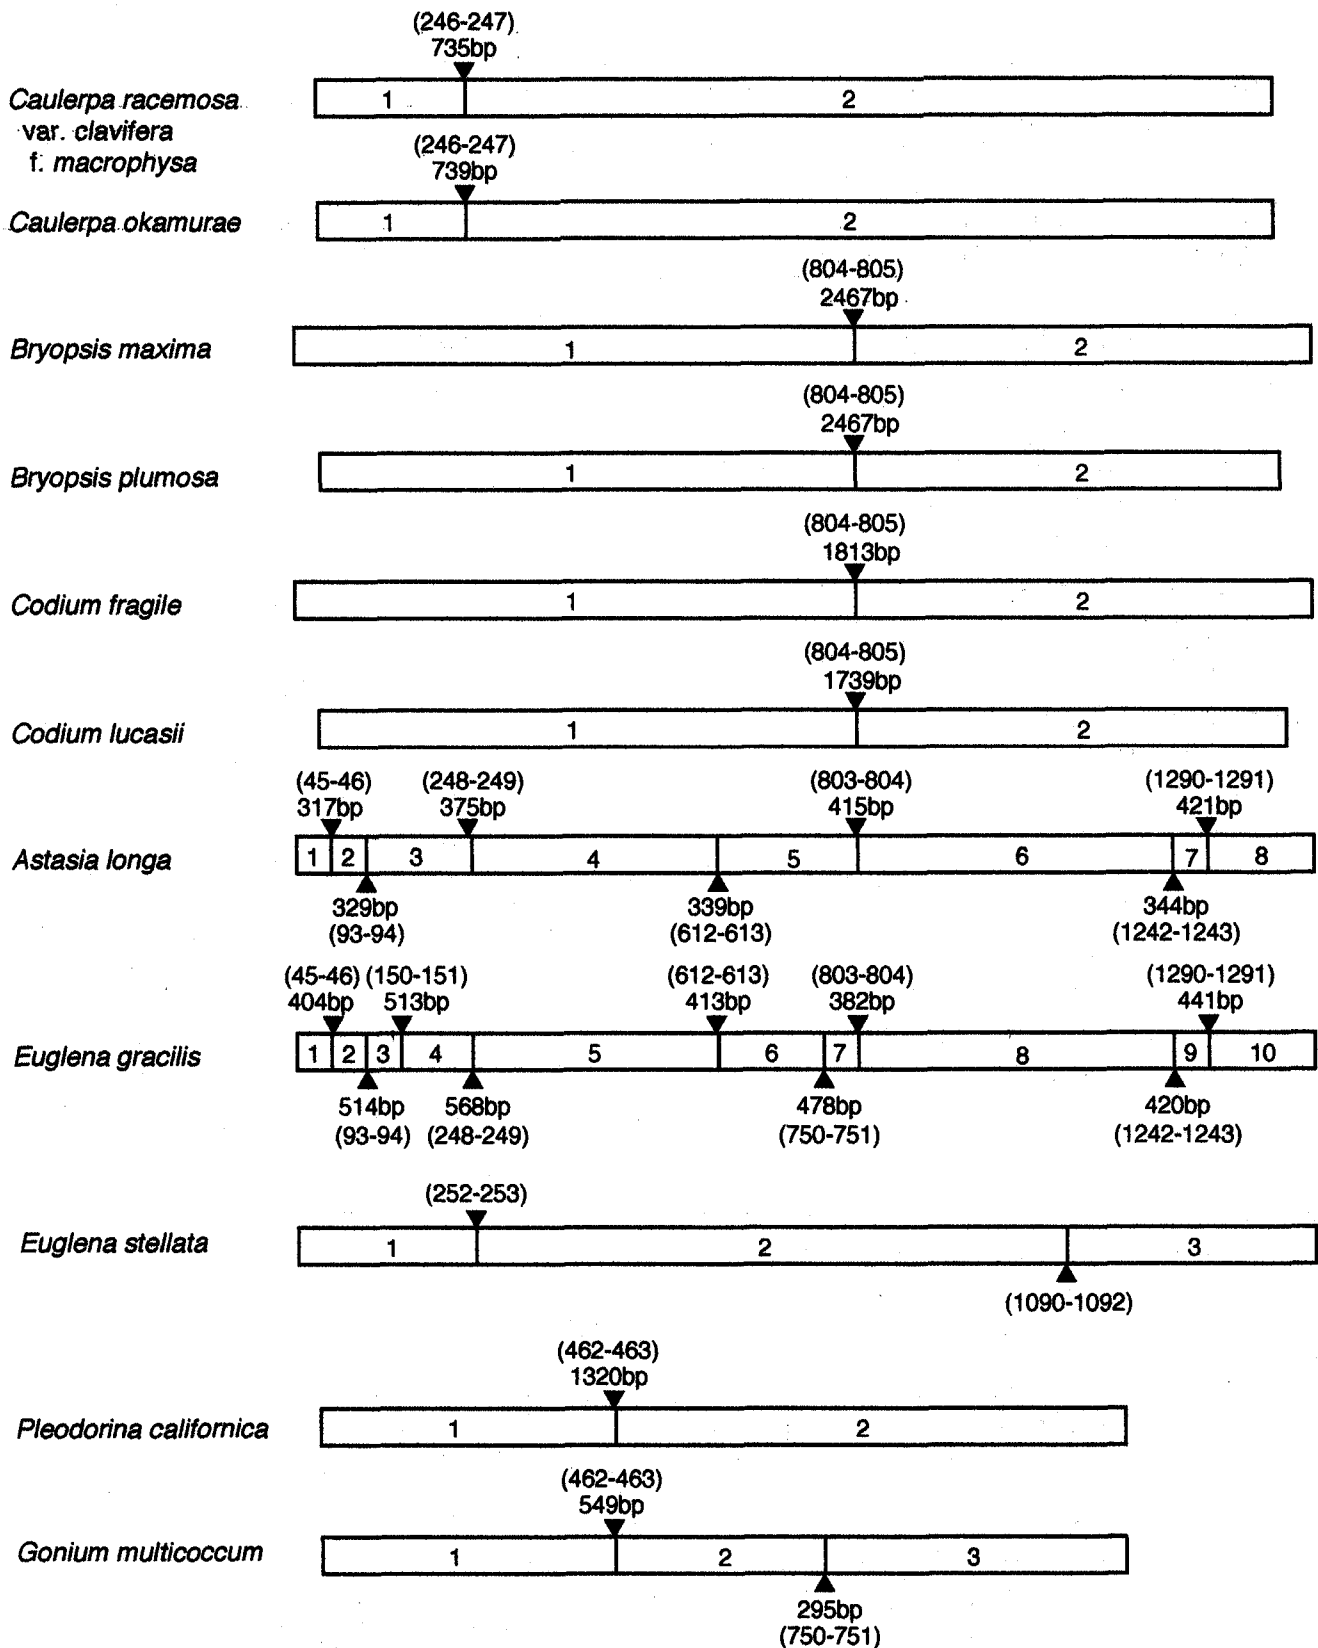 (246-247)
735bp
Caulerpa racemosa
var. clavifera
f. macrophysa
1 2
(246-247)
739bp
Caulerpa okamurae
1 2
(804-805)
2467bp
Bryopsis maxima
1 2
(804-805)
2467bp
Bryopsis plumosa
1 2
(804-805)
1813bp
Codium fragile
1 2
(804-805)
1739bp
Codium lucasii
1 2
(45-46) (248-249) (803-804) (1290-1291)
317bp 375bp 415bp 421bp
Astasia longa
1 2 3 4 5 6 7 8
329bp 339bp 344bp
(93-94) (612-613) (1242-1243)
(45-46) (150-151) (612-613) (803-804) (1290-1291)
404bp 513bp 413bp 382bp 441bp
Euglena gracilis
1 2 3 4 5 6 7 8 9 10
514bp 568bp 478bp 420bp
(93-94) (248-249) (750-751) (1242-1243)
(252-253)
Euglena stellata
1 2 3
(1090-1092)
(462-463)
1320bp
Pleodorina californica
1 2
(462-463)
549bp
Gonium multicoccum
1 2 3
295bp
(750-751)